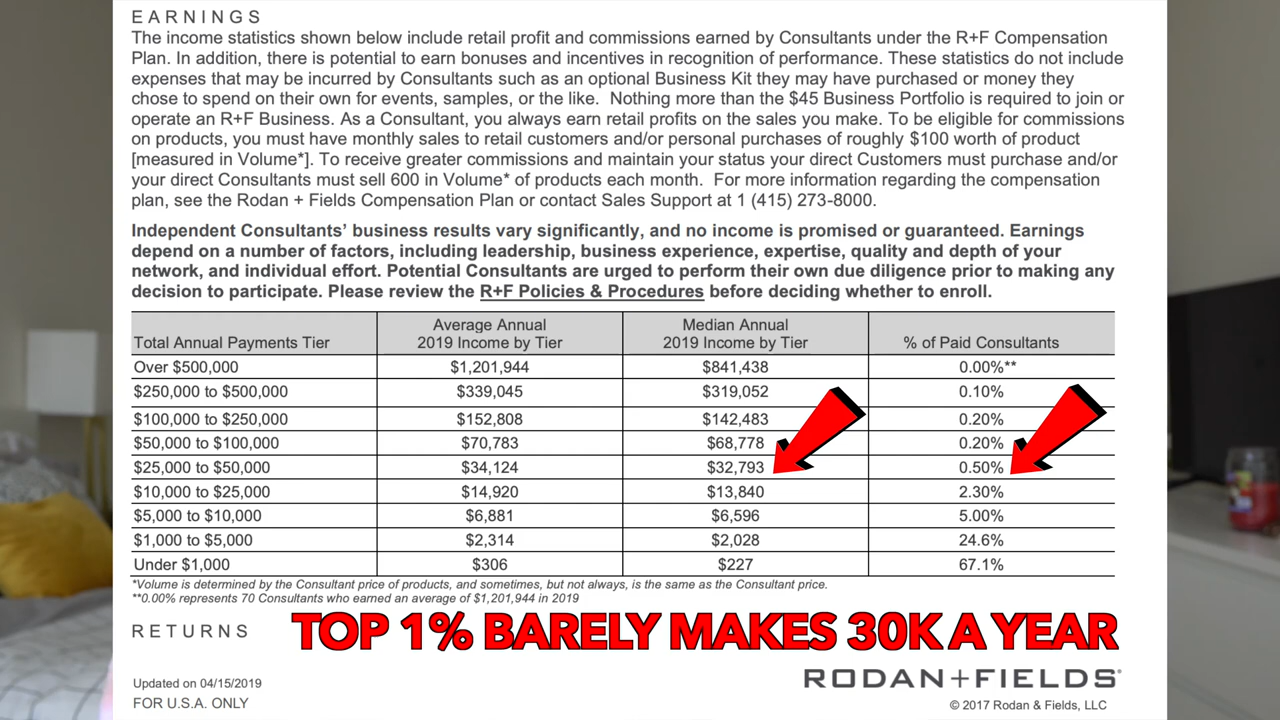 EARNINGS
The income statistics shown below include retail profit and commissions earned by Consultants under the R+F Compensation
Plan. In addition, there is potential to earn bonuses and incentives in recognition of performance. These statistics do not include
expenses that may be incurred by Consultants such as an optional Business Kit they may have purchased or money they
chose to spend on their own for events, samples, or the like. Nothing more than the $45 Business Portfolio is required to join or
operate an R+F Business. As a Consultant, you always earn retail profits on the sales you make. To be eligible for commissions
on products, you must have monthly sales to retail customers and/or personal purchases of roughly $100 worth of product
[measured in Volume*]. To receive greater commissions and maintain your status your direct Customers must purchase and/or
your direct Consultants must sell 600 in Volume* of products each month. For more information regarding the compensation
plan, see the Rodan + Fields Compensation Plan or contact Sales Support at 1 (415) 273-8000.
Independent Consultants' business results vary significantly, and no income is promised or guaranteed. Earnings
depend on a number of factors, including leadership, business experience, expertise, quality and depth of your
network, and individual effort. Potential Consultants are urged to perform their own due diligence prior to making any
decision to participate. Please review the R+F Policies & Procedures before deciding whether to enroll.
Total Annual Payments Tier Average Annual 2019 Income by Tier Median Annual 2019 Income by Tier % of Paid Consultants
Over $500,000 $1,201,944 $841,438 0.00%**
$250,000 to $500,000 $339,045 $319,052 0.10%
$100,000 to $250,000 $152,808 $142,483 0.20%
$50,000 to $100,000 $70,783 $68,778 0.20%
$25,000 to $50,000 $34,124 $32,793 0.50%
$10,000 to $25,000 $14,920 $13,840 2.30%
$5,000 to $10,000 $6,881 $6,596 5.00%
$1,000 to $5,000 $2,314 $2,028 24.6%
Under $1,000 $306 $227 67.1%
*Volume is determined by the Consultant price of products, and sometimes, but not always, is the same as the Consultant price.
**0.00% represents 70 Consultants who earned an average of $1,201,944 in 2019
RETURNS
TOP 1% BARELY MAKES 30K A YEAR
RODAN+FIELDS®
Updated on 04/15/2019
FOR U.S.A. ONLY
© 2017 Rodan & Fields, LLC